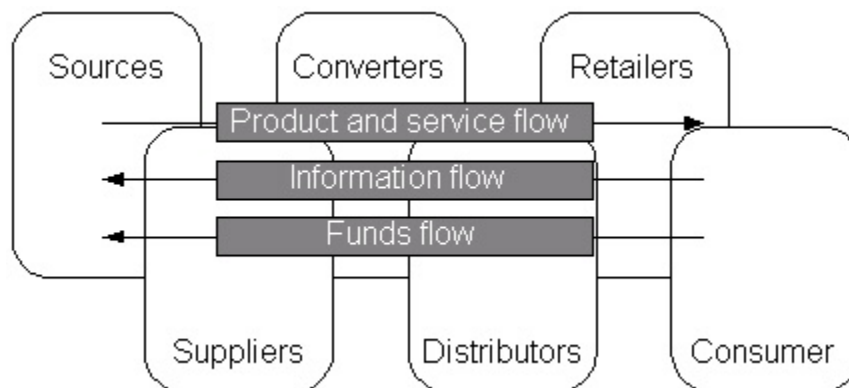 Sources
Converters
Retailers
Product and service flow
Information flow
Funds flow
Suppliers
Distributors
Consumer